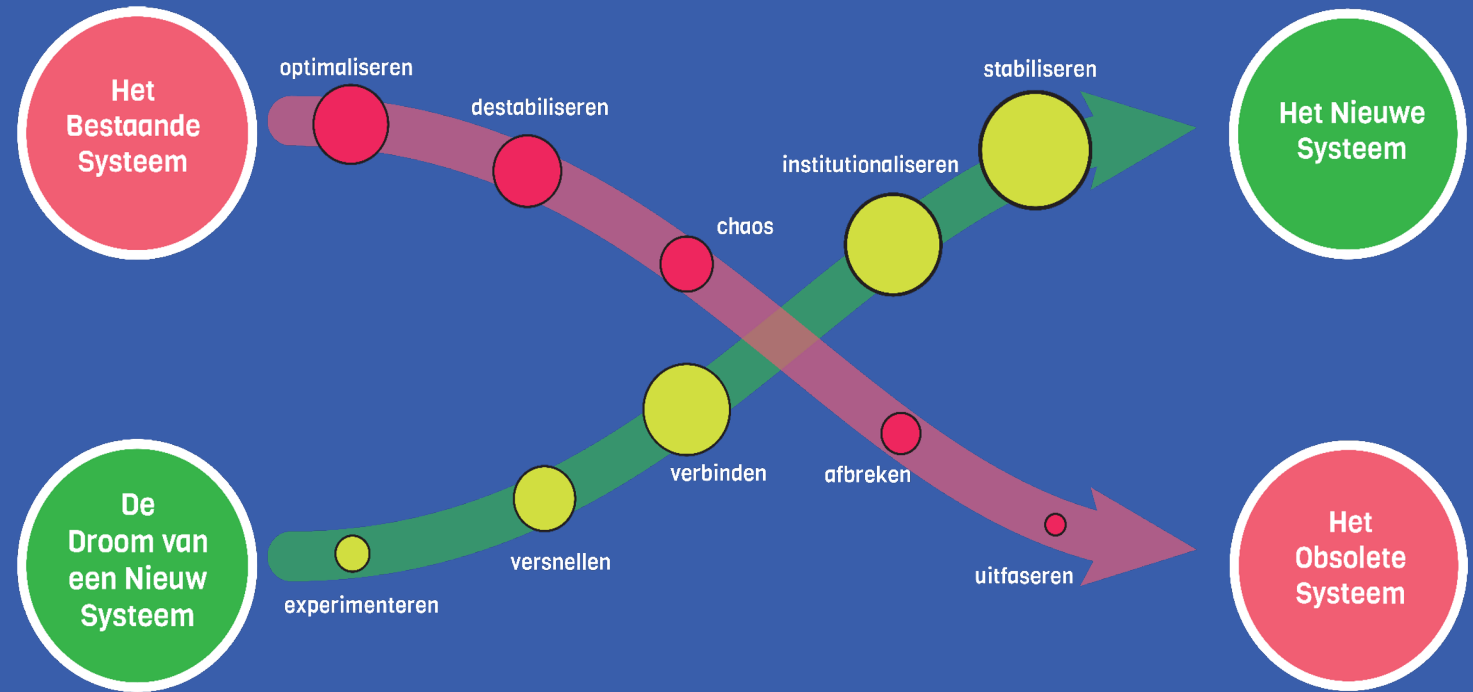 Het
Bestaande
Systeem
optimaliseren
destabiliseren
chaos
afbreken
uitfaseren
Het
Obsolete
Systeem
De
Droom van
een Nieuw
Systeem
experimenteren
versnellen
verbinden
institutionaliseren
stabiliseren
Het Nieuwe
Systeem